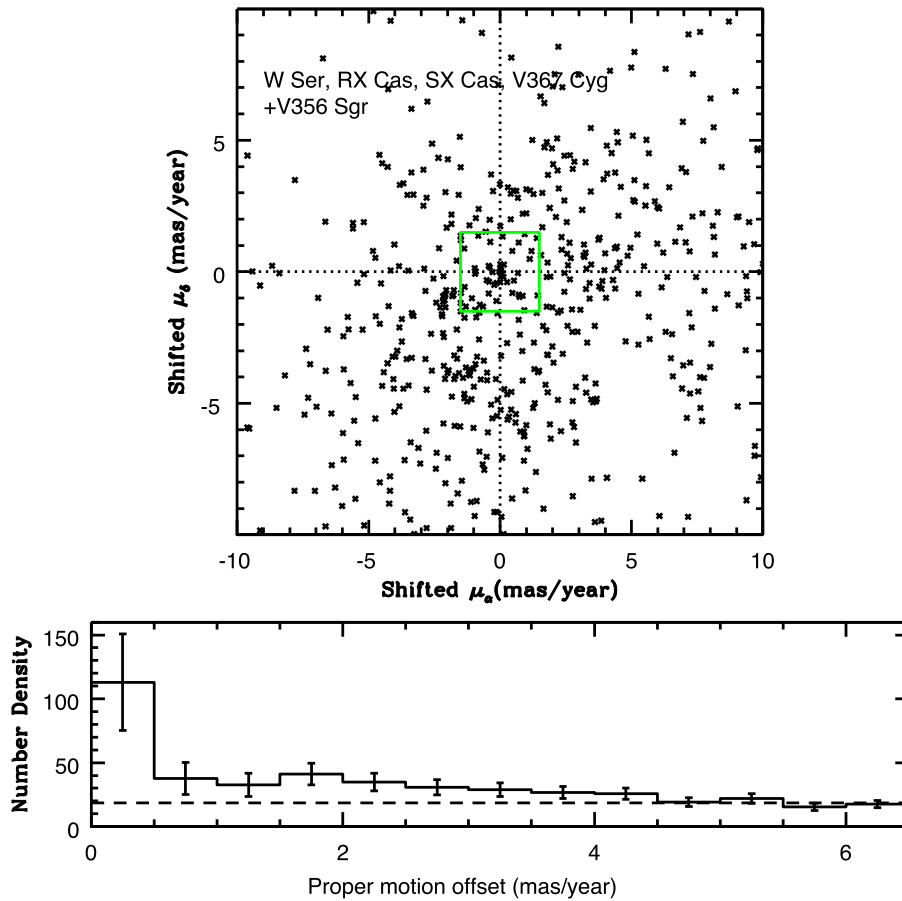 W Ser, RX Cas, SX Cas, V367 Cyg
+V356 Sgr
5
0
-5
Shifted μδ (mas/year)
-10 -5 0 5 10
Shifted μα(mas/year)
150
100
50
0
Number Density
0 2 4 6
Proper motion offset (mas/year)